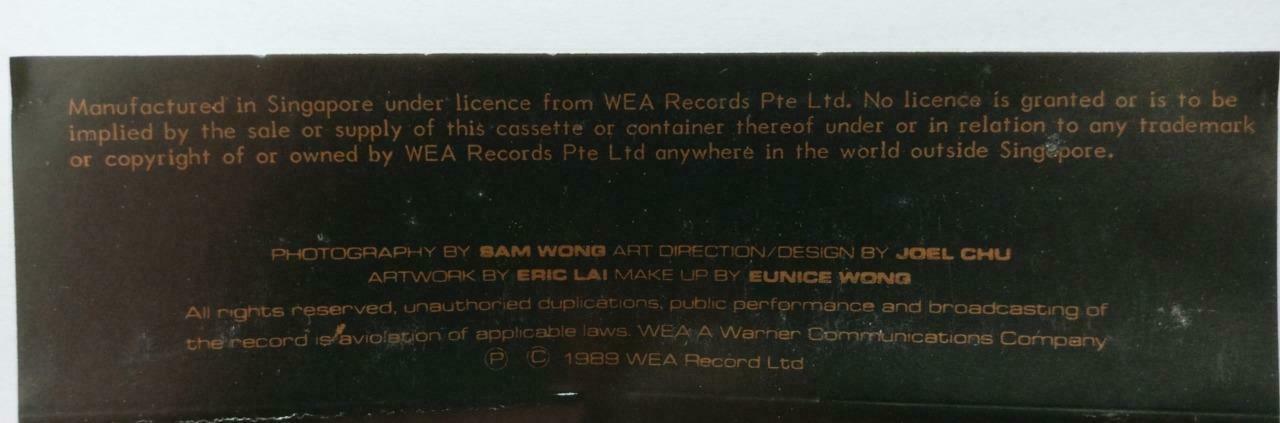 Manufactured in Singapore under licence from WEA Records Pte Ltd. No licence is granted or is to be
implied by the sale or supply of this cassette or container thereof under or in relation to any trademark
or copyright of or owned by WEA Records Pte Ltd anywhere in the world outside Singapore.
PHOTOGRAPHY BY SAM WONG ART DIRECTION/DESIGN BY JOEL CHU
ARTWORK BY ERIC LAI MAKE UP BY EUNICE WONG
All rights reserved, unauthoried duplications, public performance and broadcasting of
the record is aviolation of applicable laws. WEA A Warner Communications Company
Ⓟ © 1989 WEA Record Ltd